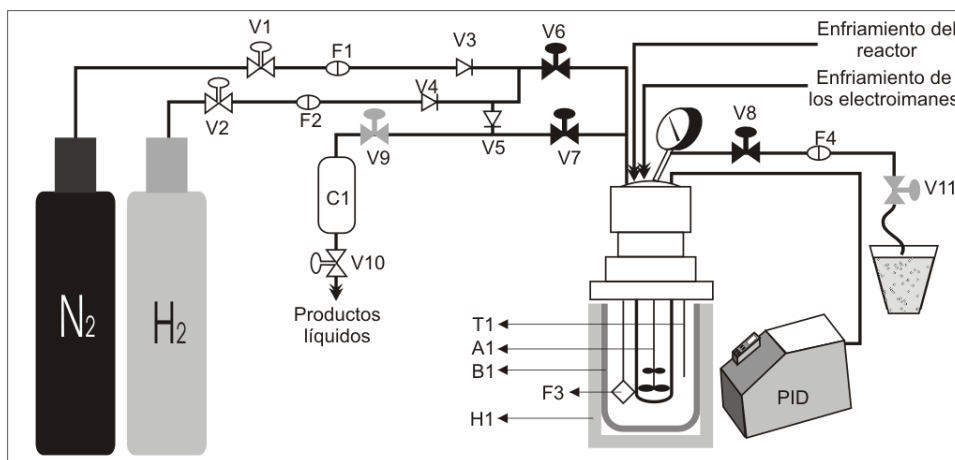 V1
F1
V3
V6
Enfriamiento del
reactor
Enfriamiento de
los electroimanes
V2
F2
V4
V5
V9
V7
V8
F4
V11
C1
V10
Productos
líquidos
N2
H2
T1
A1
B1
F3
H1
PID